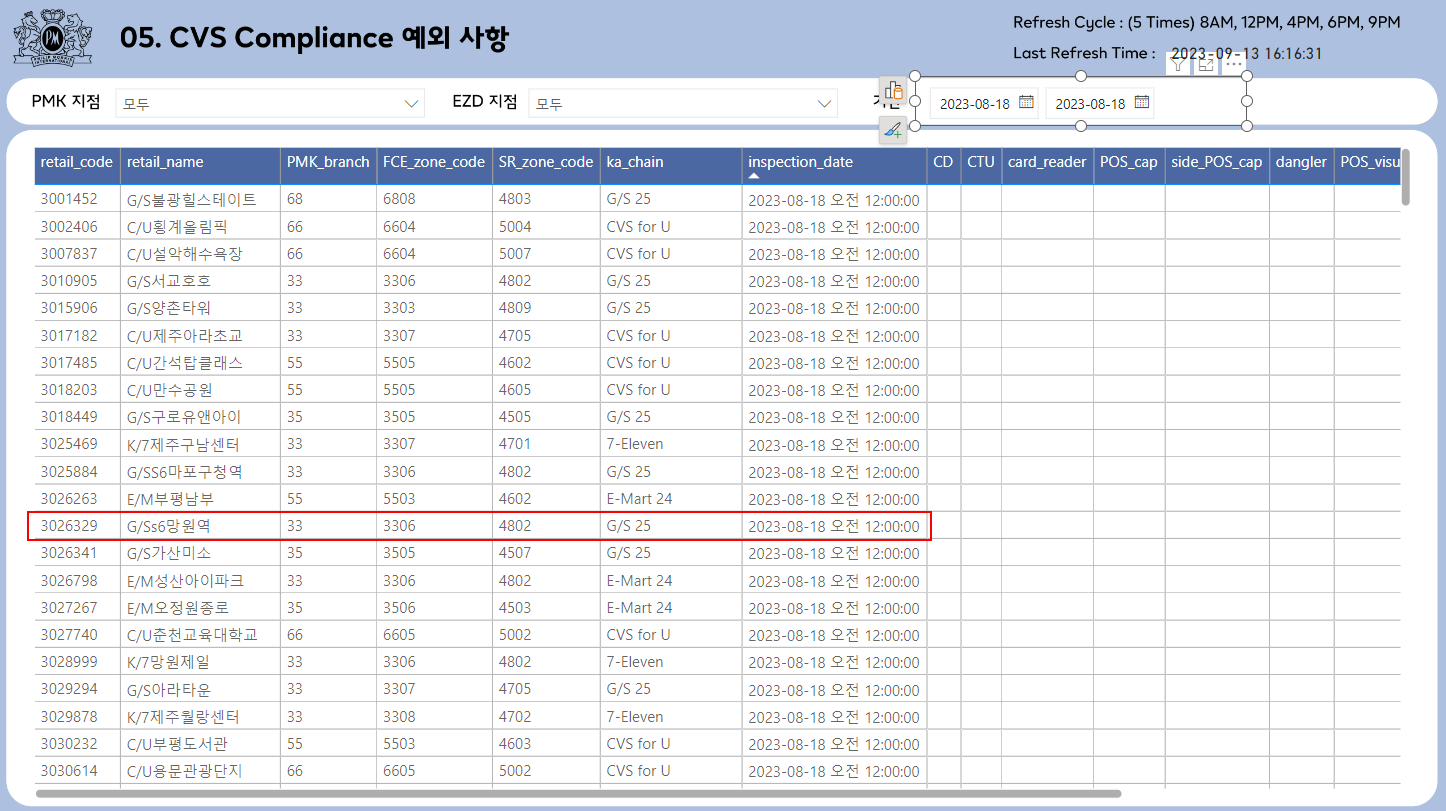 05. CVS Compliance 예외 사항
Refresh Cycle : (5 Times) 8AM, 12PM, 4PM, 6PM, 9PM
Last Refresh Time : 2023-09-13 16:16:31
PMK 지점 모두 EZD 지점 모두 2023-08-18 2023-08-18
retail_code retail_name PMK_branch FCE_zone_code SR_zone_code ka_chain inspection_date CD CTU card_reader POS_cap side_POS_cap dangler POS_visu
3001452 G/S불광힐스테이트 68 6808 4803 G/S 25 2023-08-18 오전 12:00:00
3002406 C/U횡계올림픽 66 6604 5004 CVS for U 2023-08-18 오전 12:00:00
3007837 C/U설악해수욕장 66 6604 5007 CVS for U 2023-08-18 오전 12:00:00
3010905 G/S서교호호 33 3306 4802 G/S 25 2023-08-18 오전 12:00:00
3015906 G/S양촌타워 33 3303 4809 G/S 25 2023-08-18 오전 12:00:00
3017182 C/U제주아라초교 33 3307 4705 CVS for U 2023-08-18 오전 12:00:00
3017485 C/U간석탑클래스 55 5505 4602 CVS for U 2023-08-18 오전 12:00:00
3018203 C/U만수공원 55 5505 4605 CVS for U 2023-08-18 오전 12:00:00
3018449 G/S구로유앤아이 35 3505 4505 G/S 25 2023-08-18 오전 12:00:00
3025469 K/7제주구남센터 33 3307 4701 7-Eleven 2023-08-18 오전 12:00:00
3025884 G/SS6마포구청역 33 3306 4802 G/S 25 2023-08-18 오전 12:00:00
3026263 E/M부평남부 55 5503 4602 E-Mart 24 2023-08-18 오전 12:00:00
3026329 G/Ss6망원역 33 3306 4802 G/S 25 2023-08-18 오전 12:00:00
3026341 G/S가산미소 35 3505 4507 G/S 25 2023-08-18 오전 12:00:00
3026798 E/M성산아이파크 33 3306 4802 E-Mart 24 2023-08-18 오전 12:00:00
3027267 E/M오정원종로 35 3506 4503 E-Mart 24 2023-08-18 오전 12:00:00
3027740 C/U춘천교육대학교 66 6605 5002 CVS for U 2023-08-18 오전 12:00:00
3028999 K/7망원제일 33 3306 4802 7-Eleven 2023-08-18 오전 12:00:00
3029294 G/S아라타운 33 3307 4705 G/S 25 2023-08-18 오전 12:00:00
3029878 K/7제주월랑센터 33 3308 4702 7-Eleven 2023-08-18 오전 12:00:00
3030232 C/U부평도서관 55 5503 4603 CVS for U 2023-08-18 오전 12:00:00
3030614 C/U용문관광단지 66 6605 5002 CVS for U 2023-08-18 오전 12:00:00